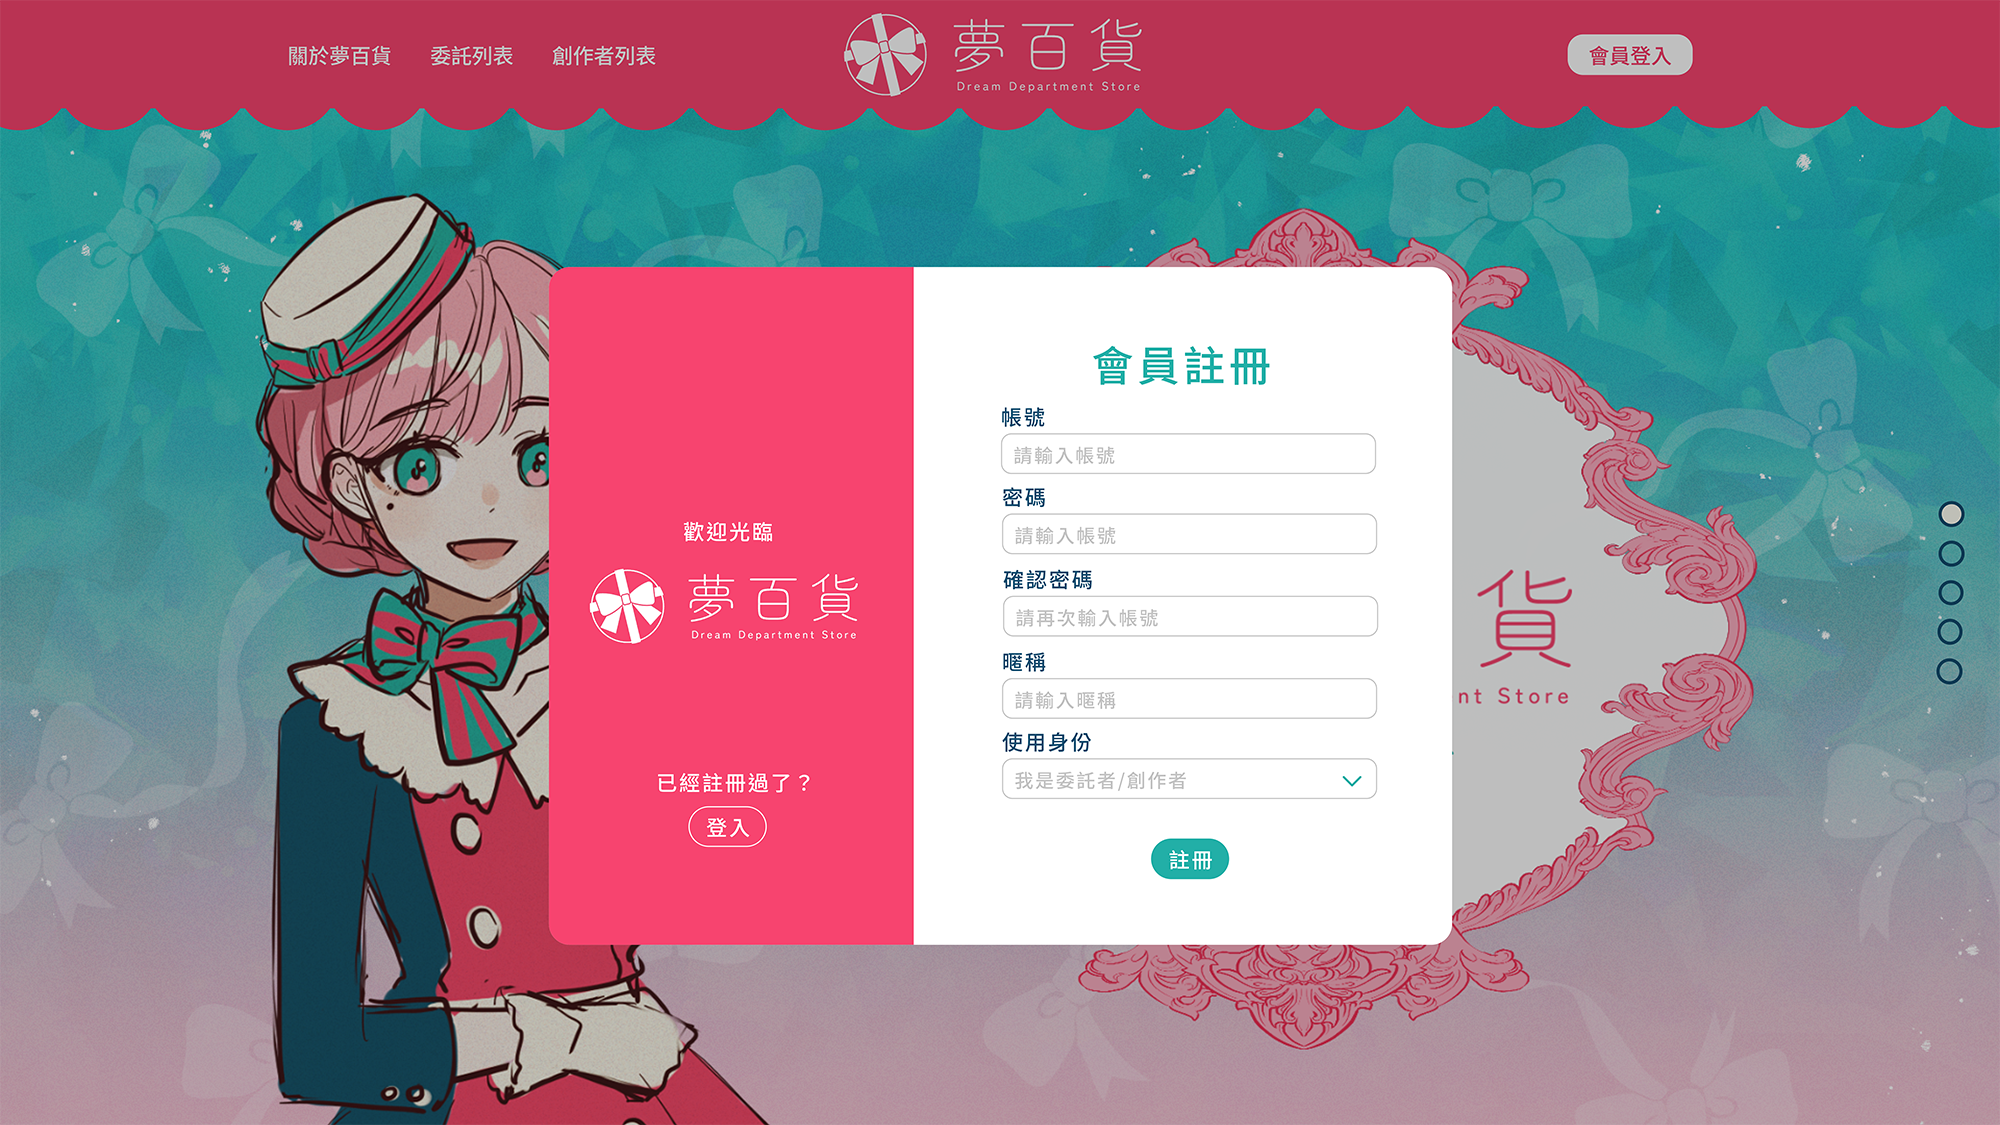 關於夢百貨
委託列表
創作者列表
夢百貨
Dream Department Store
會員登入
歡迎光臨
夢百貨
Dream Department Store
已經註冊過了？
登入
會員註冊
帳號
請輸入帳號
密碼
請輸入帳號
確認密碼
請再次輸入帳號
暱稱
請輸入暱稱
使用身份
我是委託者/創作者
註冊
貨
nt Store